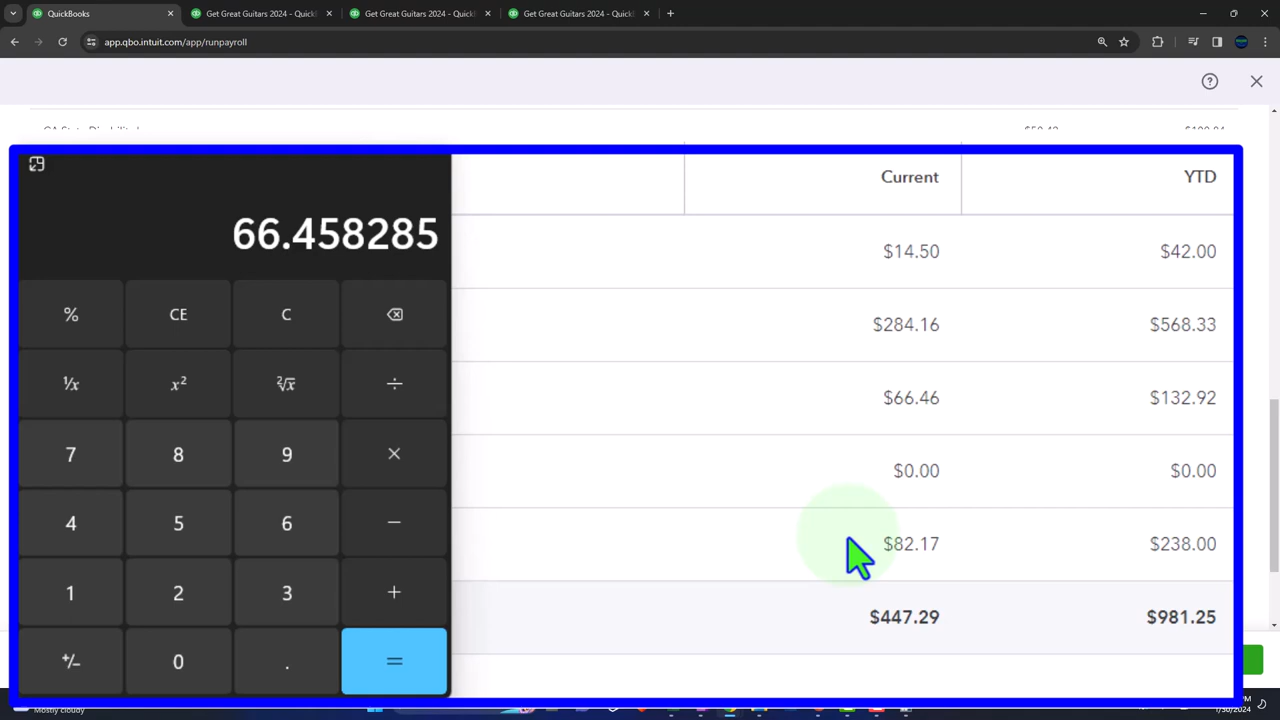 QuickBooks
Get Great Guitars 2024 - QuickB
Get Great Guitars 2024 - QuickB
Get Great Guitars 2024 - QuickB
app.qbo.intuit.com/app/runpayroll
66.458285
% CE C
¹/x x² ²√x ÷
7 8 9 ×
4 5 6 −
1 2 3 +
+/− 0 . =
Current YTD
$14.50 $42.00
$284.16 $568.33
$66.46 $132.92
$0.00 $0.00
$82.17 $238.00
$447.29 $981.25
Mostly cloudy